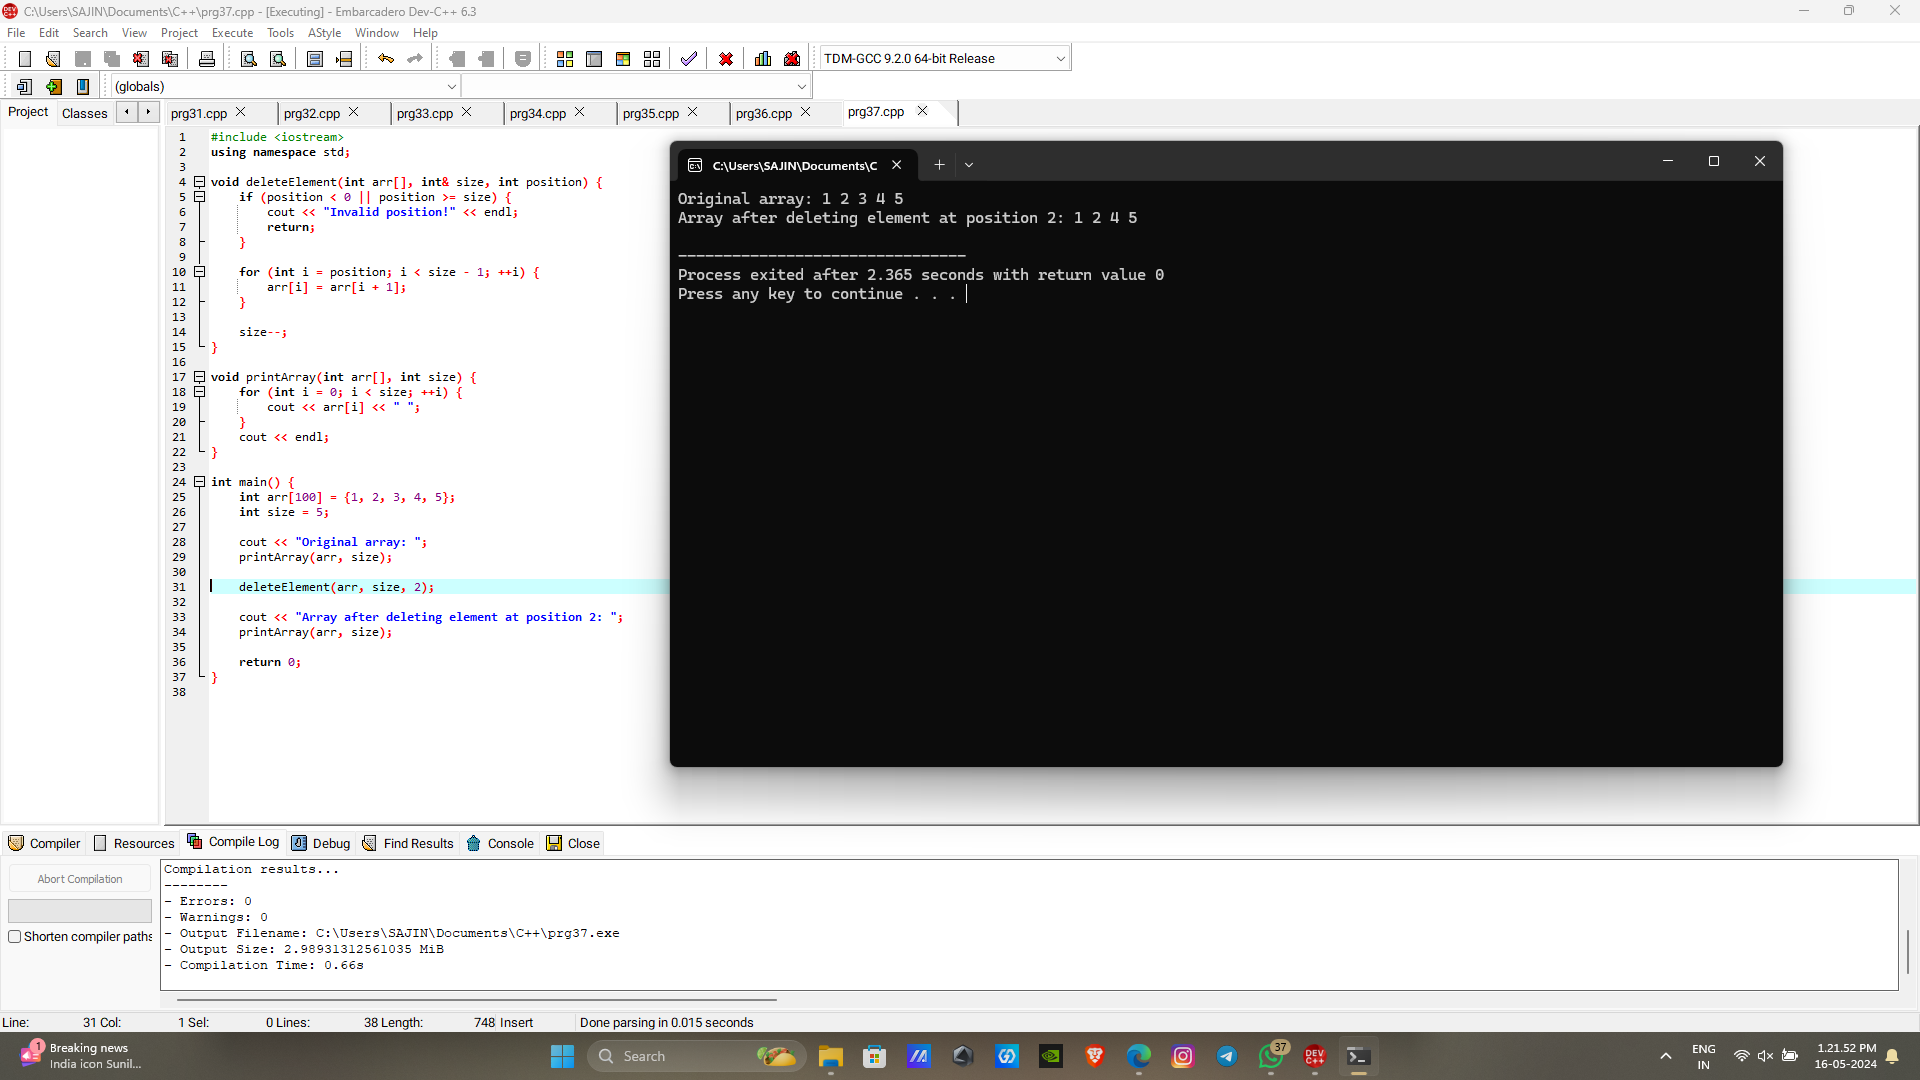 C:\Users\SAJIN\Documents\C++\prg37.cpp - [Executing] - Embarcadero Dev-C++ 6.3
File Edit Search View Project Execute Tools AStyle Window Help
TDM-GCC 9.2.0 64-bit Release
(globals)
Project Classes prg31.cpp prg32.cpp prg33.cpp prg34.cpp prg35.cpp prg36.cpp prg37.cpp
1 #include <iostream>
2 using namespace std;
3
4 void deleteElement(int arr[], int& size, int position) {
5     if (position < 0 || position >= size) {
6         cout << "Invalid position!" << endl;
7         return;
8     }
9
10     for (int i = position; i < size - 1; ++i) {
11         arr[i] = arr[i + 1];
12     }
13
14     size--;
15 }
16
17 void printArray(int arr[], int size) {
18     for (int i = 0; i < size; ++i) {
19         cout << arr[i] << " ";
20     }
21     cout << endl;
22 }
23
24 int main() {
25     int arr[100] = {1, 2, 3, 4, 5};
26     int size = 5;
27
28     cout << "Original array: ";
29     printArray(arr, size);
30
31     deleteElement(arr, size, 2);
32
33     cout << "Array after deleting element at position 2: ";
34     printArray(arr, size);
35
36     return 0;
37 }
38
C:\Users\SAJIN\Documents\C
Original array: 1 2 3 4 5
Array after deleting element at position 2: 1 2 4 5
--------------------------------
Process exited after 2.365 seconds with return value 0
Press any key to continue . . .
Compiler Resources Compile Log Debug Find Results Console Close
Abort Compilation
Shorten compiler paths
Compilation results...
--------
- Errors: 0
- Warnings: 0
- Output Filename: C:\Users\SAJIN\Documents\C++\prg37.exe
- Output Size: 2.98931312561035 MiB
- Compilation Time: 0.66s
Line: 31 Col: 1 Sel: 0 Lines: 38 Length: 748 Insert Done parsing in 0.015 seconds
1
Breaking news
India icon Sunil...
Search
37
DEV C++
ENG
IN
1.21.52 PM
16-05-2024